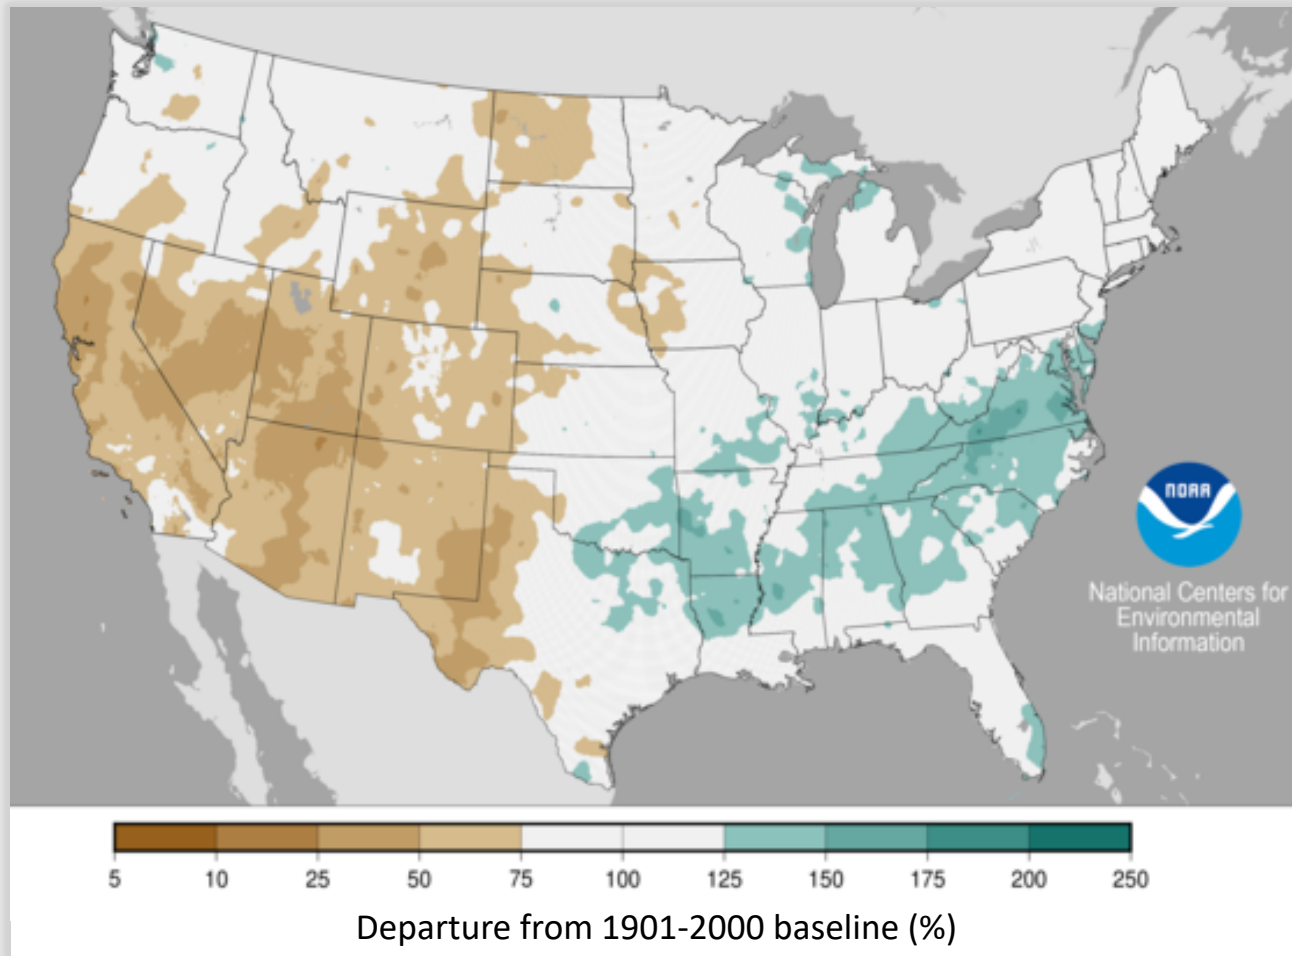 NOAA
National Centers for
Environmental
Information
5 10 25 50 75 100 125 150 175 200 250
Departure from 1901-2000 baseline (%)